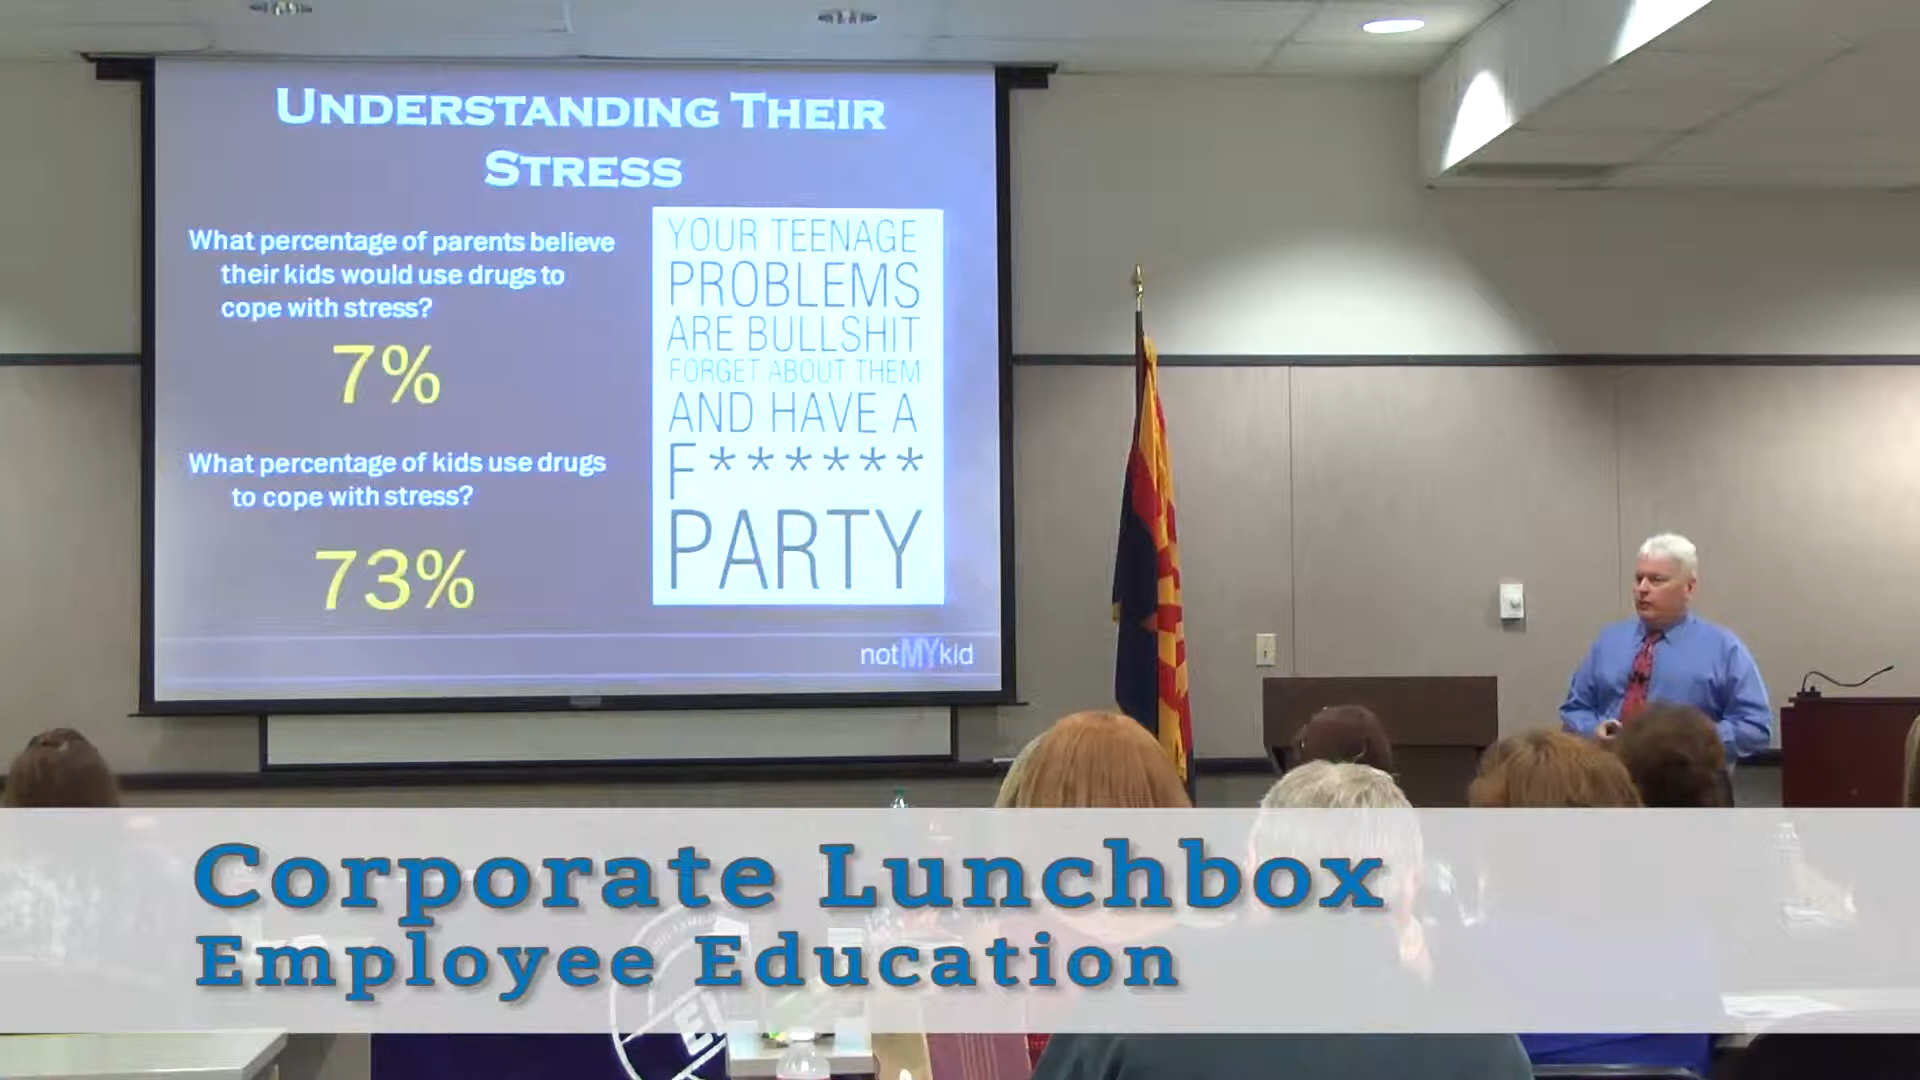 UNDERSTANDING THEIR
STRESS
What percentage of parents believe
their kids would use drugs to
cope with stress?
7%
What percentage of kids use drugs
to cope with stress?
73%
YOUR TEENAGE
PROBLEMS
ARE BULLSHIT
FORGET ABOUT THEM
AND HAVE A
F******
PARTY
notMYkid
Corporate Lunchbox
Employee Education